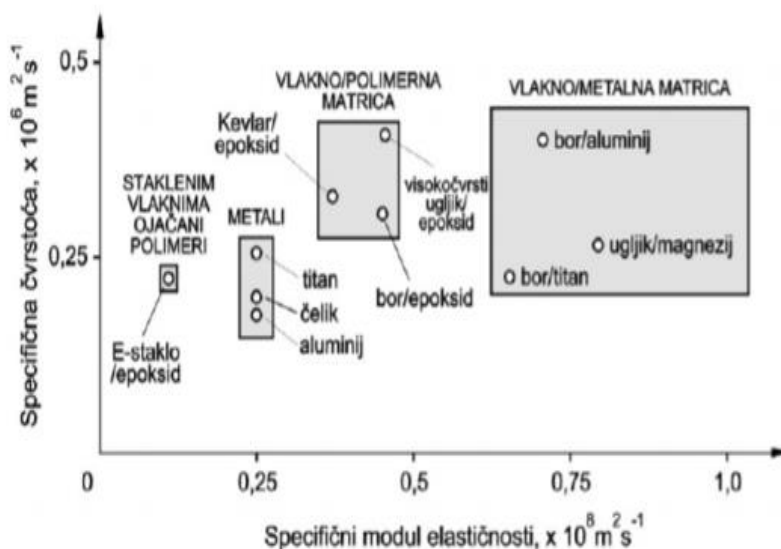 Specifična čvrstoća, x 10⁶ m² s⁻¹
0,5
0,25
VLAKNO/POLIMERNA
MATRICA
VLAKNO/METALNA MATRICA
Kevlar/
epoksid
visokočvrsti
ugljik/
epoksid
bor/epoksid
bor/aluminij
ugljik/magnezij
bor/titan
STAKLENIM
VLAKNIMA
OJAČANI
POLIMERI
METALI
titan
čelik
aluminij
E-staklo
/epoksid
0
0,25
0,5
0,75
1,0
Specifični modul elastičnosti, x 10⁸ m² s⁻¹